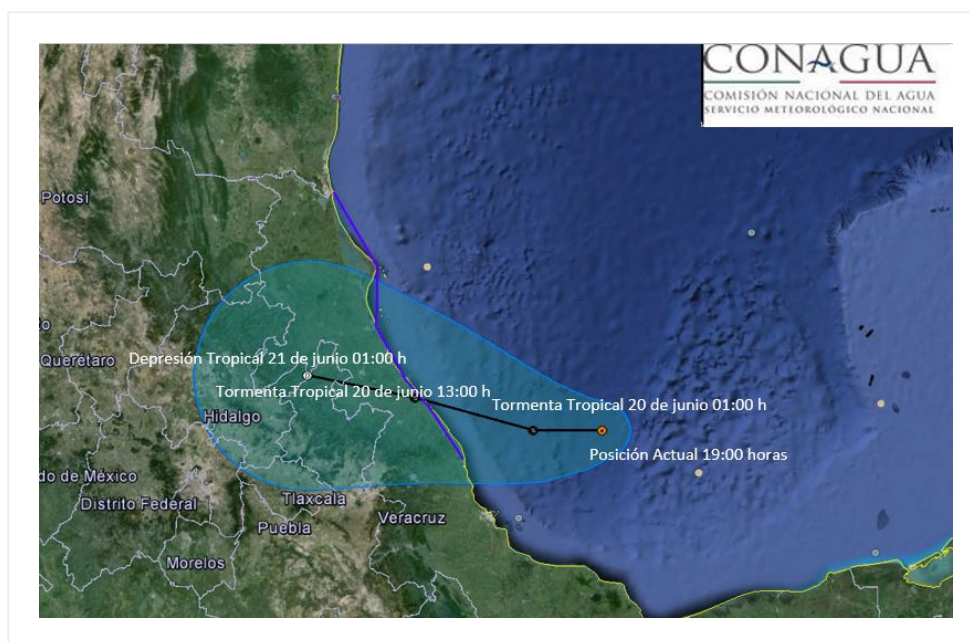 CONAGUA
COMISIÓN NACIONAL DEL AGUA
SERVICIO METEOROLÓGICO NACIONAL
Potosí
Querétaro
Depresión Tropical 21 de junio 01:00 h
Tormenta Tropical 20 de junio 13:00 h
Tormenta Tropical 20 de junio 01:00 h
Hidalgo
Posición Actual 19:00 horas
do de México
Distrito Federal
Tlaxcala
Puebla
Veracruz
Morelos